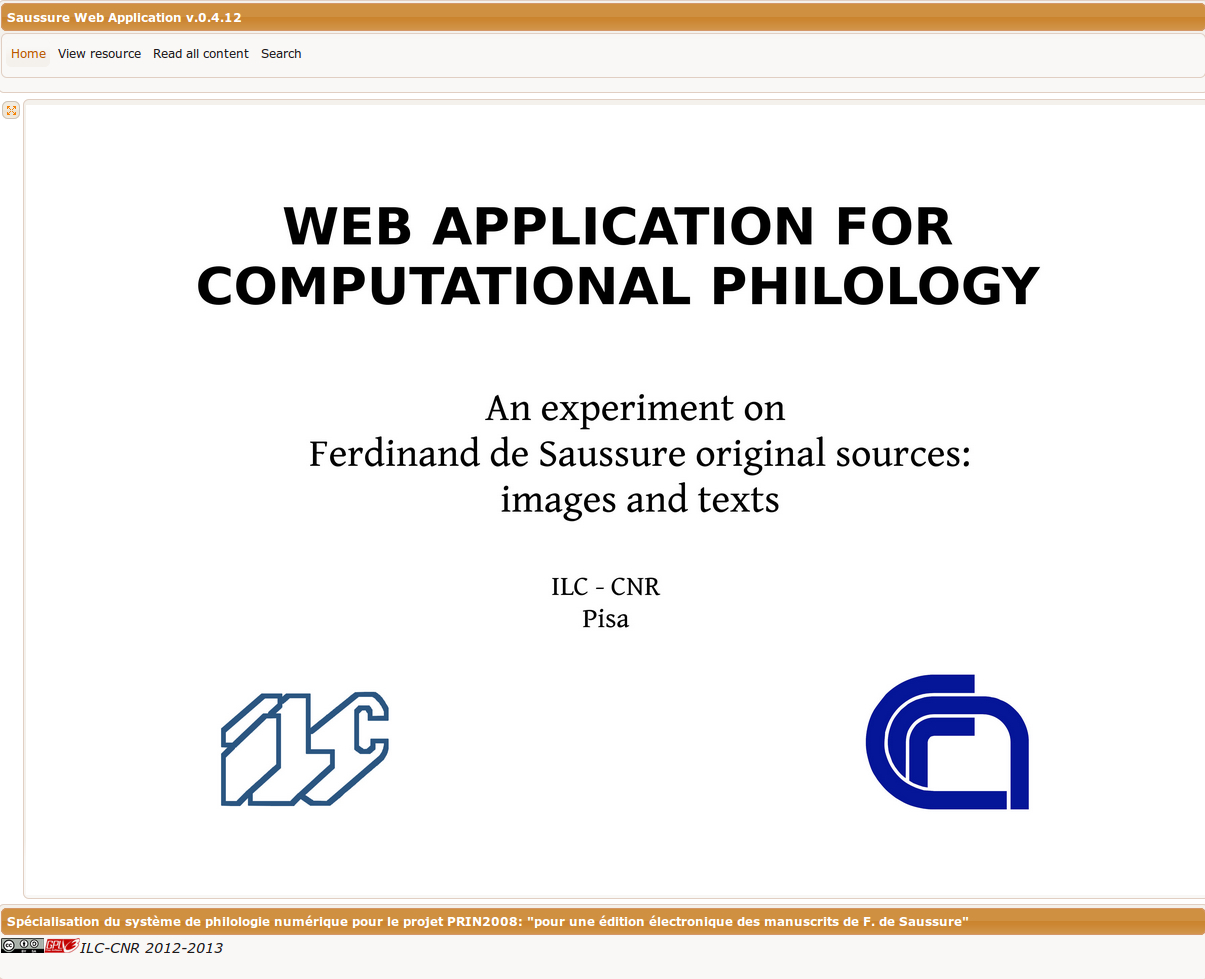 Saussure Web Application v.0.4.12
Home View resource Read all content Search
WEB APPLICATION FOR
COMPUTATIONAL PHILOLOGY
An experiment on
Ferdinand de Saussure original sources:
images and texts
ILC - CNR
Pisa
ILC
Spécialisation du système de philologie numérique pour le projet PRIN2008: "pour une édition électronique des manuscrits de F. de Saussure"
GPLv3 ILC-CNR 2012-2013